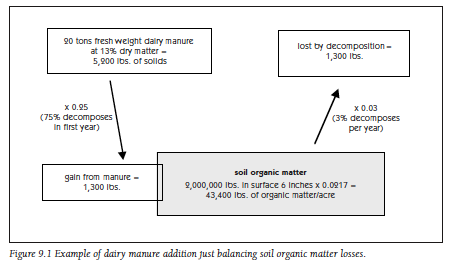 20 tons fresh weight dairy manure
at 13% dry matter =
5,200 lbs. of solids
lost by decomposition =
1,300 lbs.
x 0.25
(75% decomposes
in first year)
x 0.03
(3% decomposes
per year)
gain from manure =
1,300 lbs.
soil organic matter
2,000,000 lbs. in surface 6 inches x 0.0217 =
43,400 lbs. of organic matter/acre
Figure 9.1 Example of dairy manure addition just balancing soil organic matter losses.